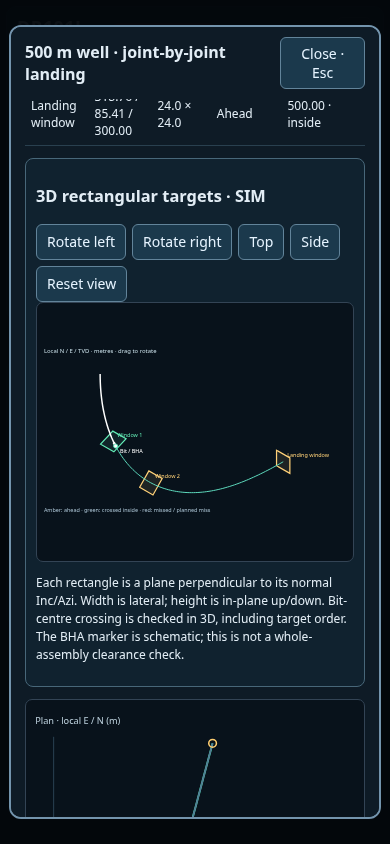 500 m well · joint-by-joint
landing
Close ·
Esc
Landing
window
85.41 /
300.00
24.0 ×
24.0
Ahead
500.00 ·
inside
3D rectangular targets · SIM
Rotate left
Rotate right
Top
Side
Reset view
Local N / E / TVD · metres · drag to rotate
Window 1
Bit / BHA
Window 2
Landing window
Amber: ahead · green: crossed inside · red: missed / planned miss
Each rectangle is a plane perpendicular to its normal
Inc/Azi. Width is lateral; height is in-plane up/down. Bit-
centre crossing is checked in 3D, including target order.
The BHA marker is schematic; this is not a whole-
assembly clearance check.
Plan · local E / N (m)